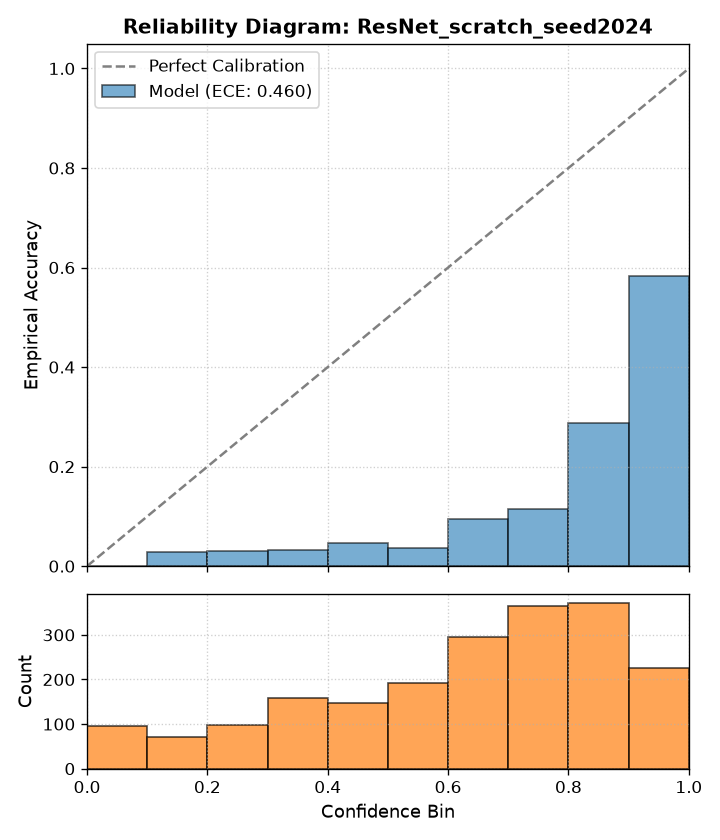 Reliability Diagram: ResNet_scratch_seed2024
Perfect Calibration
Model (ECE: 0.460)
Empirical Accuracy
1.0
0.8
0.6
0.4
0.2
0.0
Count
300
200
100
0
0.0 0.2 0.4 0.6 0.8 1.0
Confidence Bin